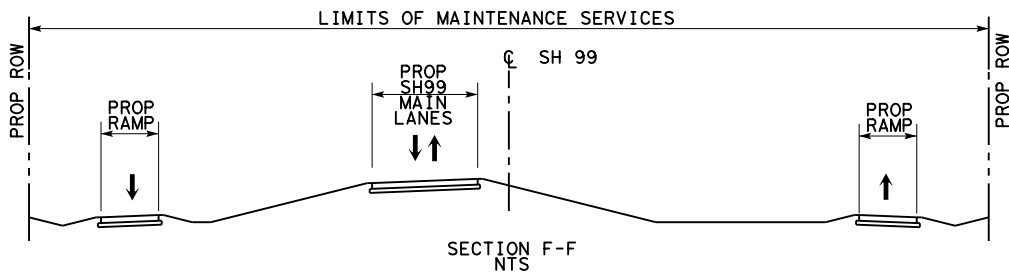 LIMITS OF MAINTENANCE SERVICES
PROP ROW
℄ SH 99
PROP ROW
PROP
SH99
MAIN
LANES
PROP
RAMP
PROP
RAMP
SECTION F-F
NTS